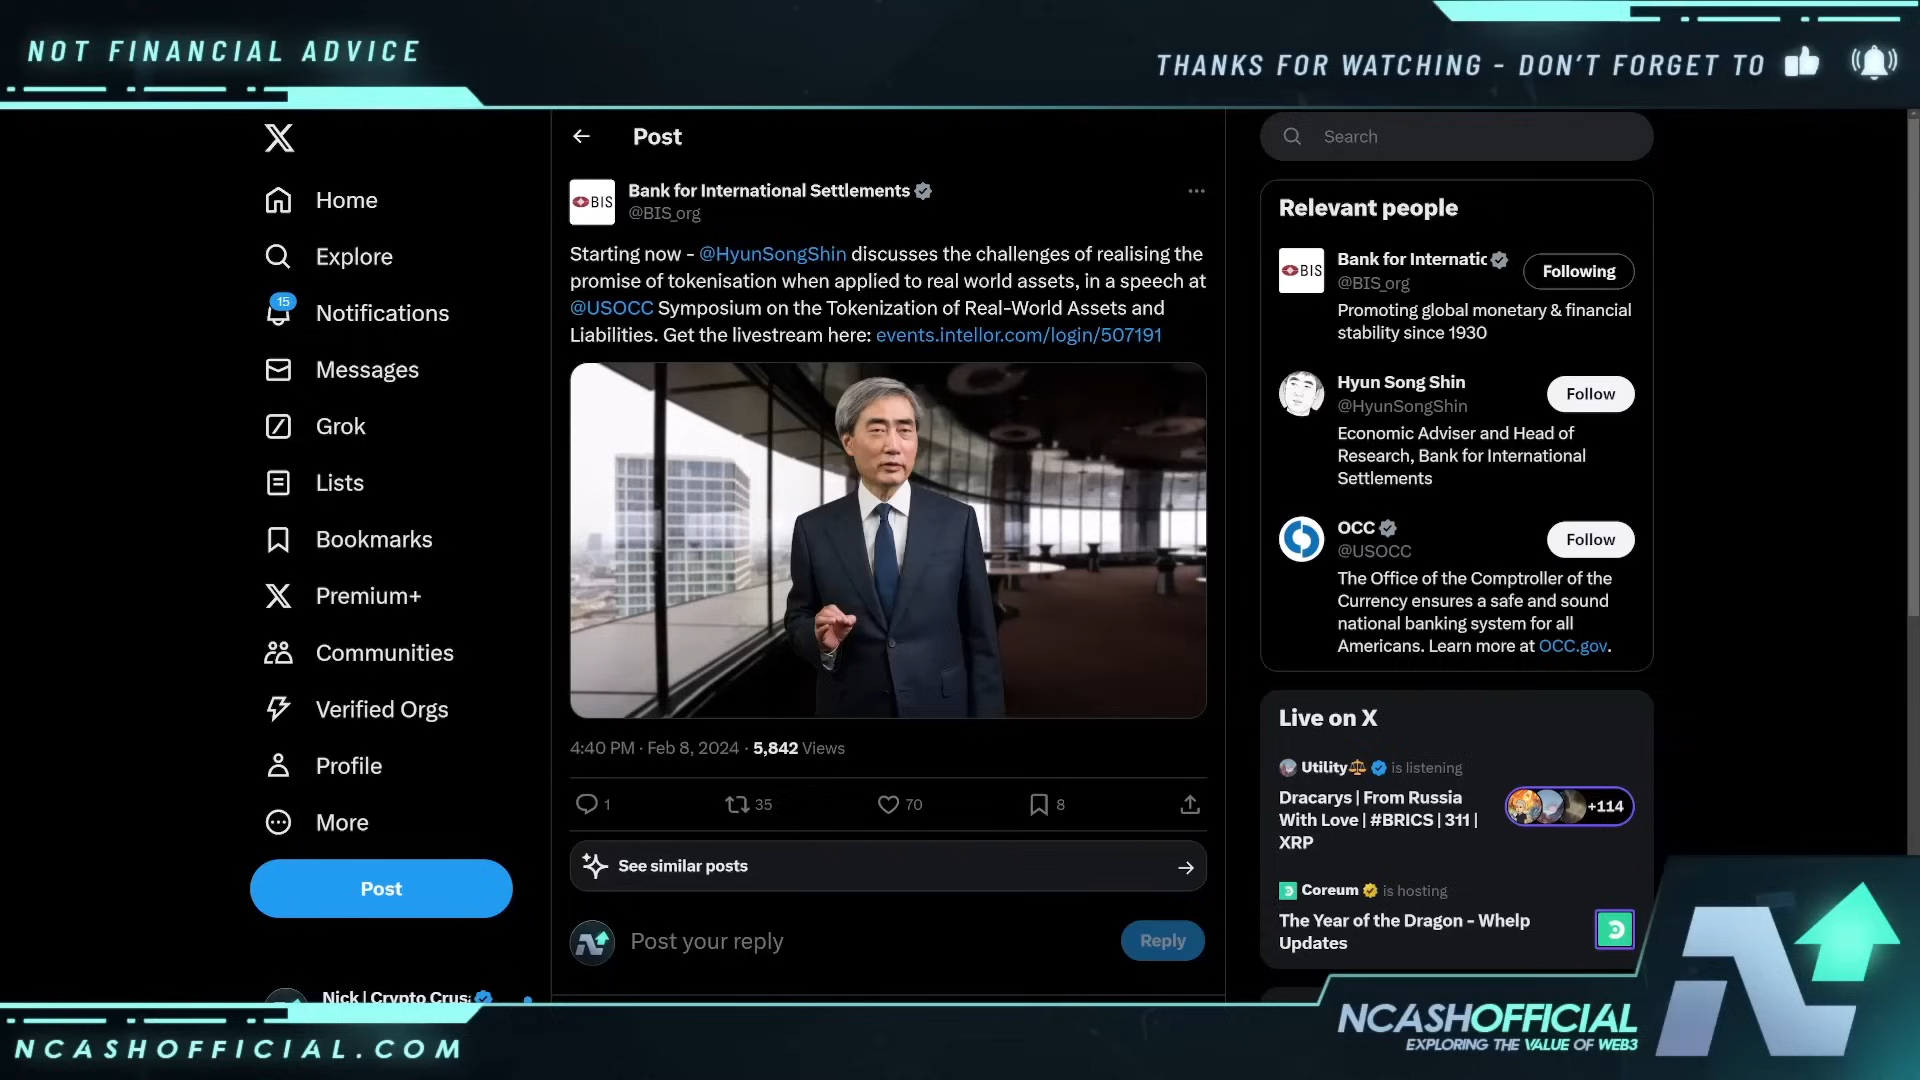 NOT FINANCIAL ADVICE
THANKS FOR WATCHING - DON'T FORGET TO
Home
Explore
15
Notifications
Messages
Grok
Lists
Bookmarks
Premium+
Communities
Verified Orgs
Profile
More
Post
Nick | Crypto Crus
Post
BIS
Bank for International Settlements
@BIS_org
Starting now - @HyunSongShin discusses the challenges of realising the
promise of tokenisation when applied to real world assets, in a speech at
@USOCC Symposium on the Tokenization of Real-World Assets and
Liabilities. Get the livestream here: events.intellor.com/login/507191
4:40 PM · Feb 8, 2024 · 5,842 Views
1
35
70
8
See similar posts
Post your reply
Reply
Search
Relevant people
BIS
Bank for Internatic
@BIS_org
Following
Promoting global monetary & financial
stability since 1930
Hyun Song Shin
@HyunSongShin
Follow
Economic Adviser and Head of
Research, Bank for International
Settlements
OCC
@USOCC
Follow
The Office of the Comptroller of the
Currency ensures a safe and sound
national banking system for all
Americans. Learn more at OCC.gov.
Live on X
Utility is listening
Dracarys | From Russia
With Love | #BRICS | 311 |
XRP
+114
Coreum is hosting
The Year of the Dragon - Whelp
Updates
NCASHOFFICIAL.COM
NCASHOFFICIAL
EXPLORING THE VALUE OF WEB3